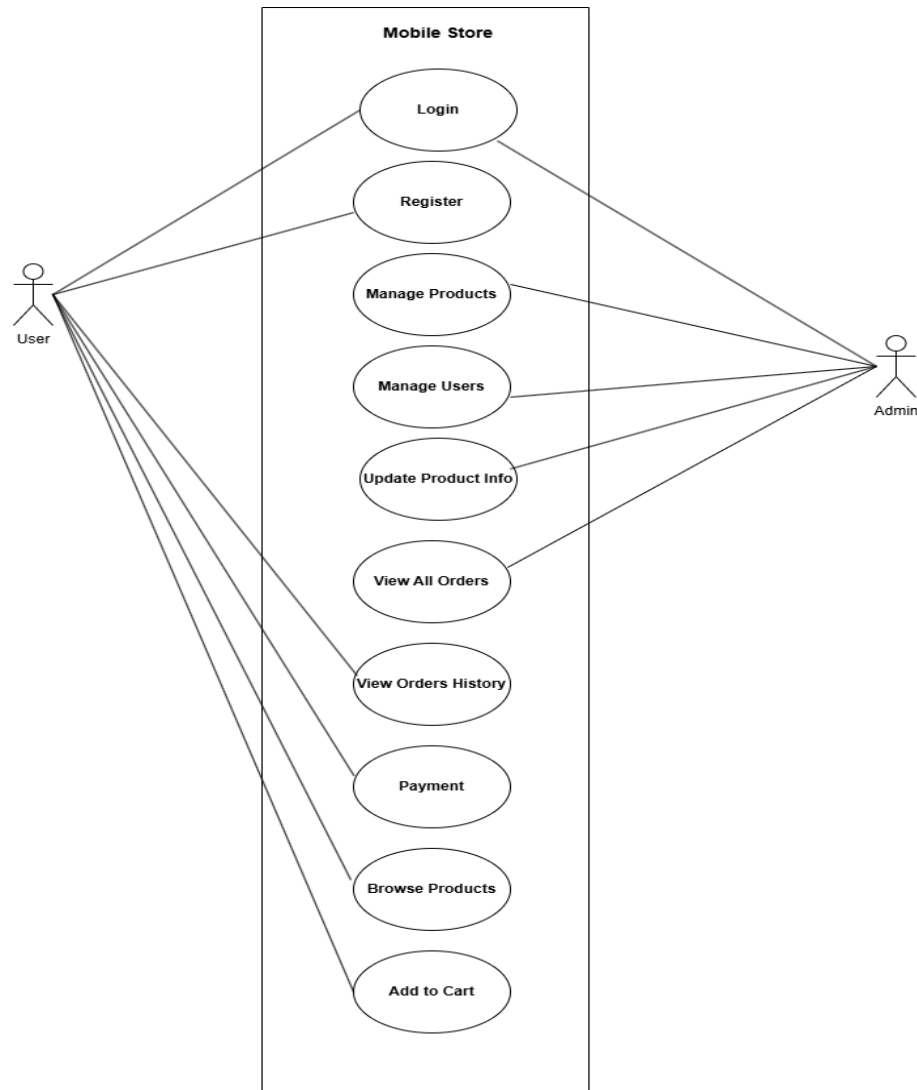 Mobile Store
Login
Register
Manage Products
User
Manage Users
Admin
Update Product Info
View All Orders
View Orders History
Payment
Browse Products
Add to Cart